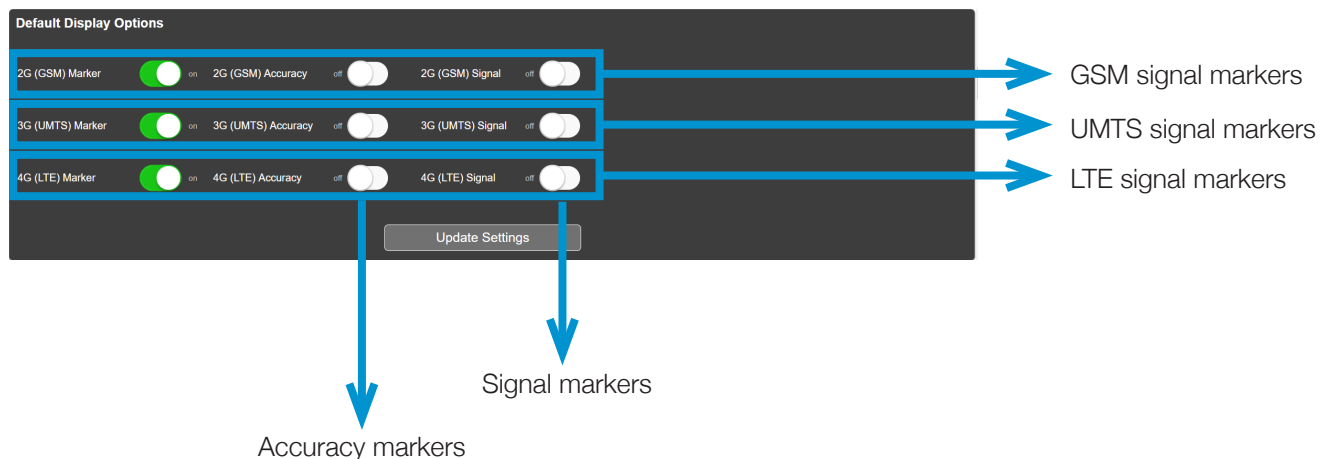 Default Display Options
2G (GSM) Marker on 2G (GSM) Accuracy off 2G (GSM) Signal off
GSM signal markers
3G (UMTS) Marker on 3G (UMTS) Accuracy off 3G (UMTS) Signal off
UMTS signal markers
4G (LTE) Marker on 4G (LTE) Accuracy off 4G (LTE) Signal off
LTE signal markers
Update Settings
Signal markers
Accuracy markers